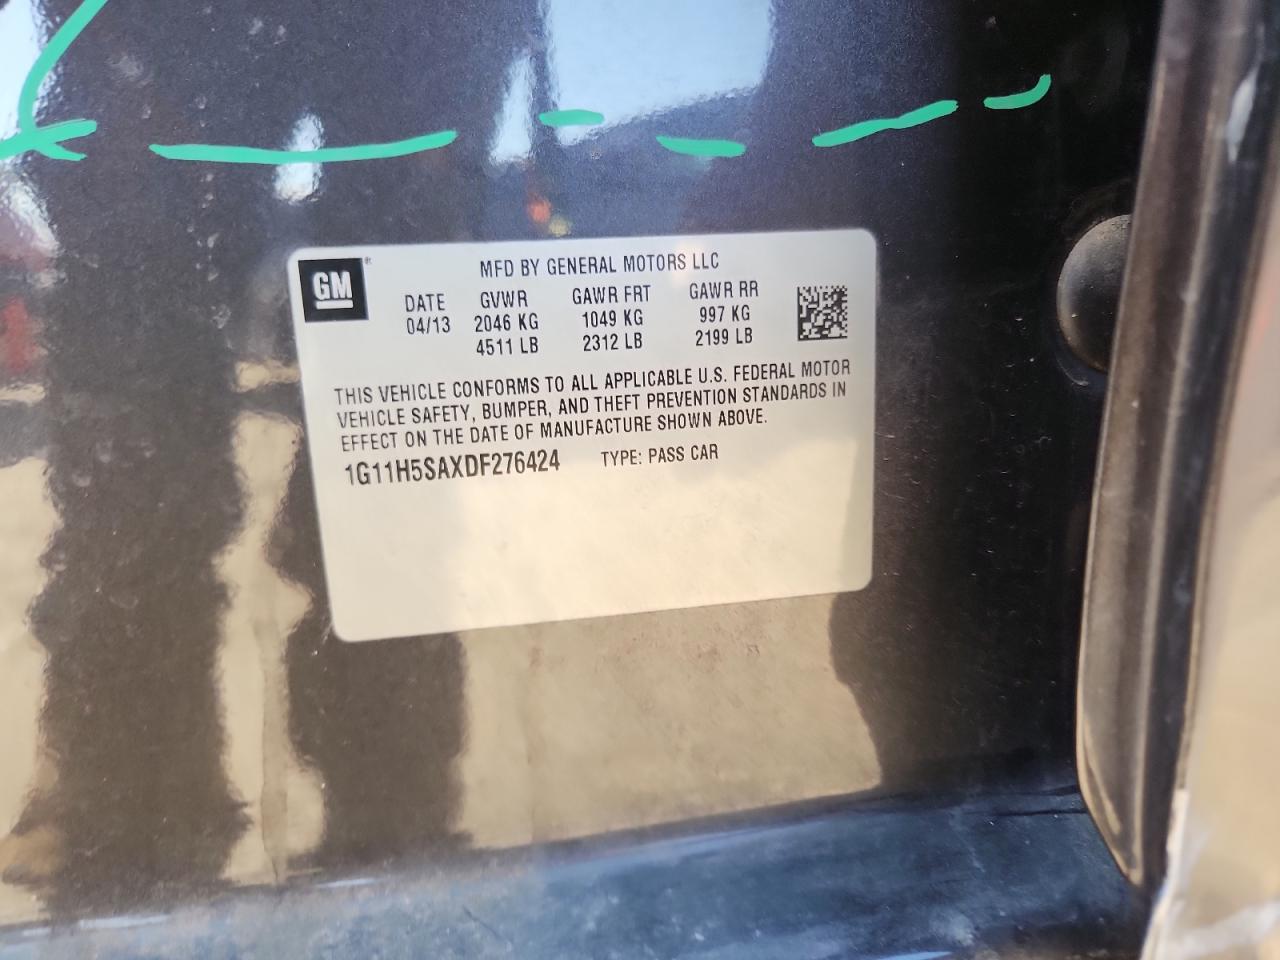 GM®
MFD BY GENERAL MOTORS LLC
DATE GVWR GAWR FRT GAWR RR
04/13 2046 KG 1049 KG 997 KG
4511 LB 2312 LB 2199 LB
THIS VEHICLE CONFORMS TO ALL APPLICABLE U.S. FEDERAL MOTOR
VEHICLE SAFETY, BUMPER, AND THEFT PREVENTION STANDARDS IN
EFFECT ON THE DATE OF MANUFACTURE SHOWN ABOVE.
1G11H5SAXDF276424 TYPE: PASS CAR